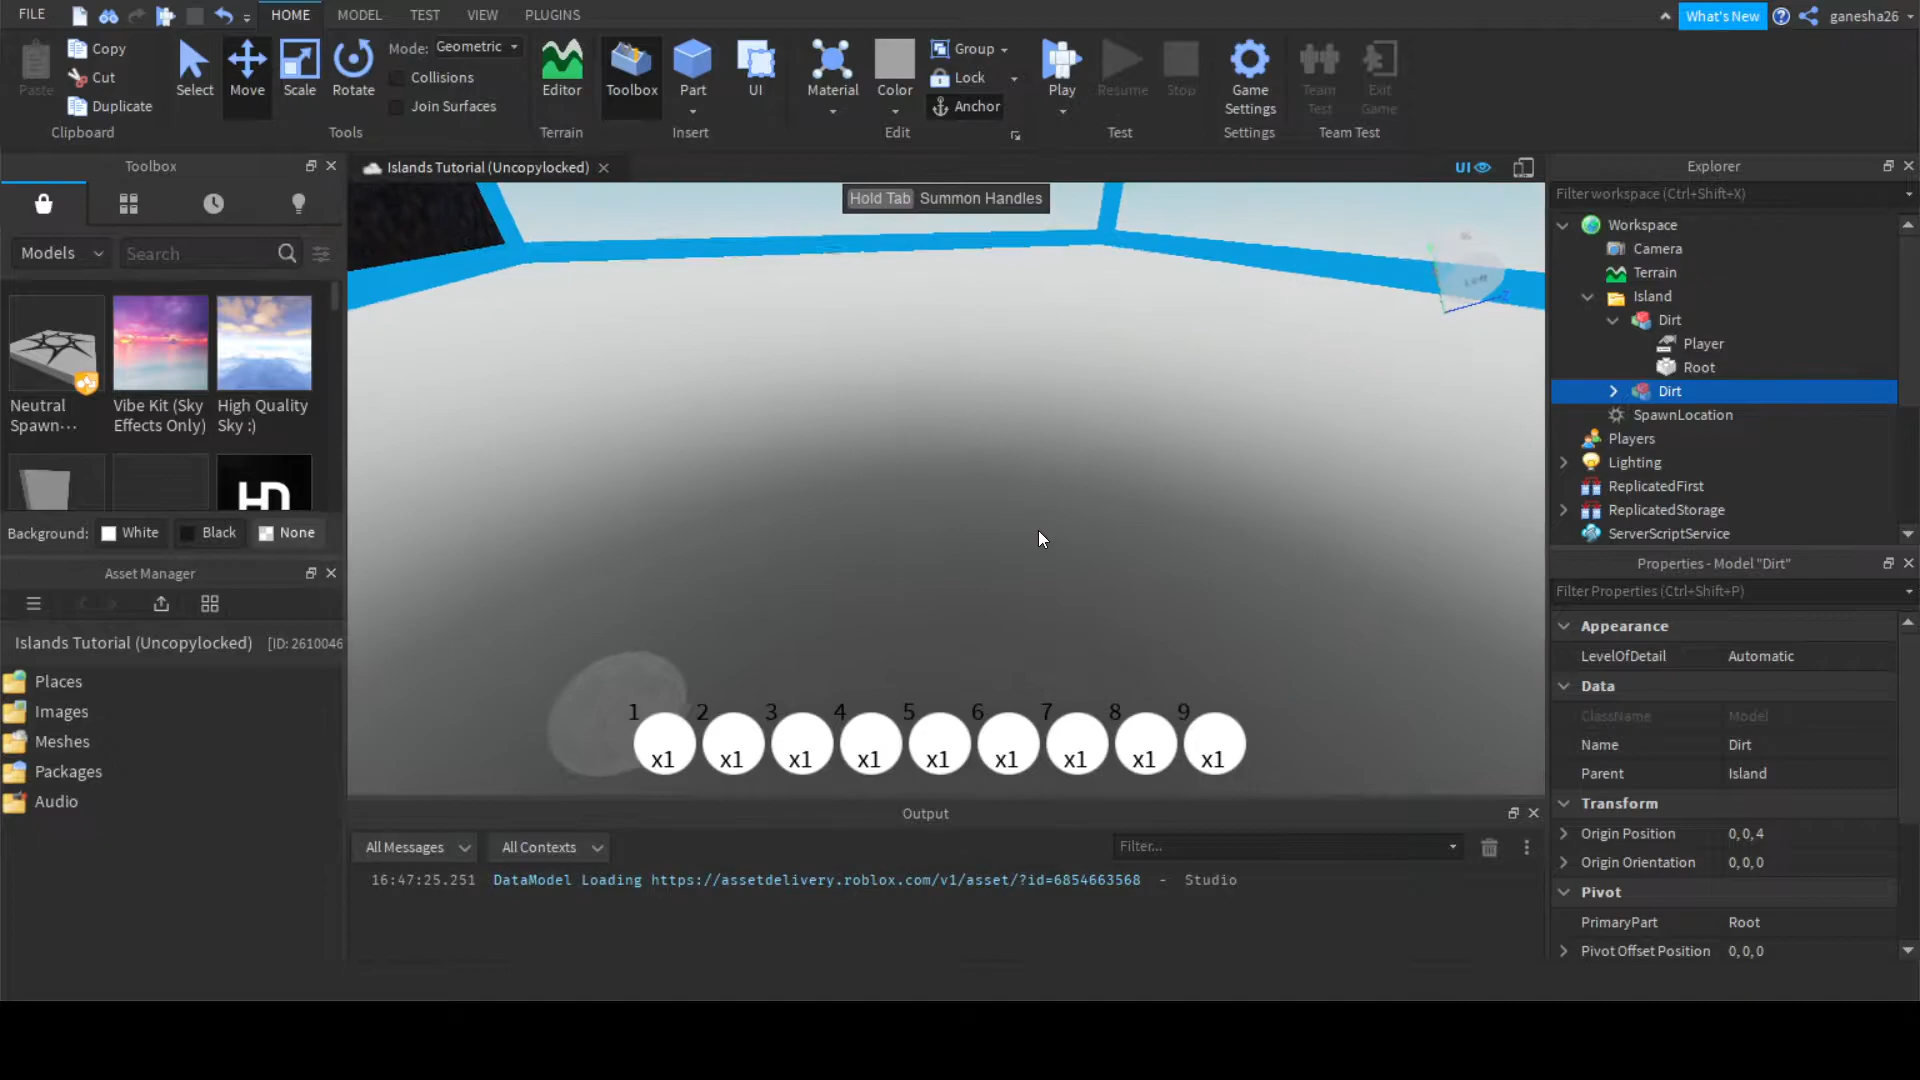 FILE
HOME
MODEL
TEST
VIEW
PLUGINS
What's New
ganesha26
Paste
Copy
Cut
Duplicate
Clipboard
Select
Move
Scale
Rotate
Mode: Geometric
Collisions
Join Surfaces
Tools
Editor
Terrain
Toolbox
Part
UI
Insert
Material
Color
Group
Lock
Anchor
Edit
Play
Resume
Stop
Test
Game
Settings
Settings
Team
Test
Exit
Game
Team Test
Toolbox
Models
Search
Neutral
Spawn···
Vibe Kit (Sky
Effects Only)
High Quality
Sky :)
HD
Background: White Black None
Asset Manager
Islands Tutorial (Uncopylocked) [ID: 2610046
Places
Images
Meshes
Packages
Audio
Islands Tutorial (Uncopylocked)
UI
Hold Tab Summon Handles
Left
Z
1 2 3 4 5 6 7 8 9
x1 x1 x1 x1 x1 x1 x1 x1 x1
Output
All Messages
All Contexts
Filter...
16:47:25.251 DataModel Loading https://assetdelivery.roblox.com/v1/asset/?id=6854663568 - Studio
Explorer
Filter workspace (Ctrl+Shift+X)
Workspace
Camera
Terrain
Island
Dirt
Player
Root
Dirt
SpawnLocation
Players
Lighting
ReplicatedFirst
ReplicatedStorage
ServerScriptService
Properties - Model "Dirt"
Filter Properties (Ctrl+Shift+P)
Appearance
LevelOfDetail Automatic
Data
ClassName Model
Name Dirt
Parent Island
Transform
Origin Position 0, 0, 4
Origin Orientation 0, 0, 0
Pivot
PrimaryPart Root
Pivot Offset Position 0, 0, 0